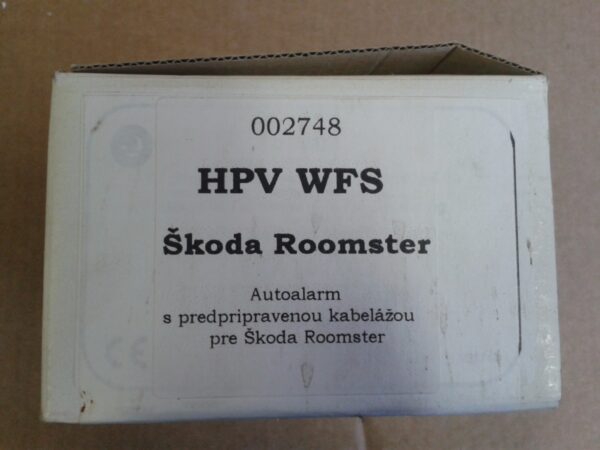 002748
HPV WFS
Škoda Roomster
Autoalarm
s predpripravenou kabelážou
pre Škoda Roomster